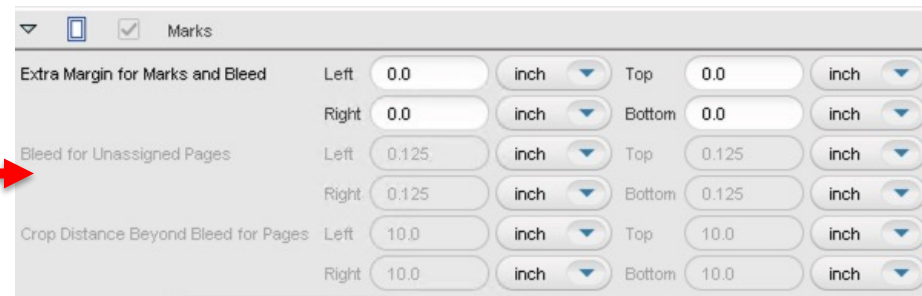 Marks
Extra Margin for Marks and Bleed Left 0.0 inch Top 0.0 inch
Right 0.0 inch Bottom 0.0 inch
Bleed for Unassigned Pages Left 0.125 inch Top 0.125 inch
Right 0.125 inch Bottom 0.125 inch
Crop Distance Beyond Bleed for Pages Left 10.0 inch Top 10.0 inch
Right 10.0 inch Bottom 10.0 inch